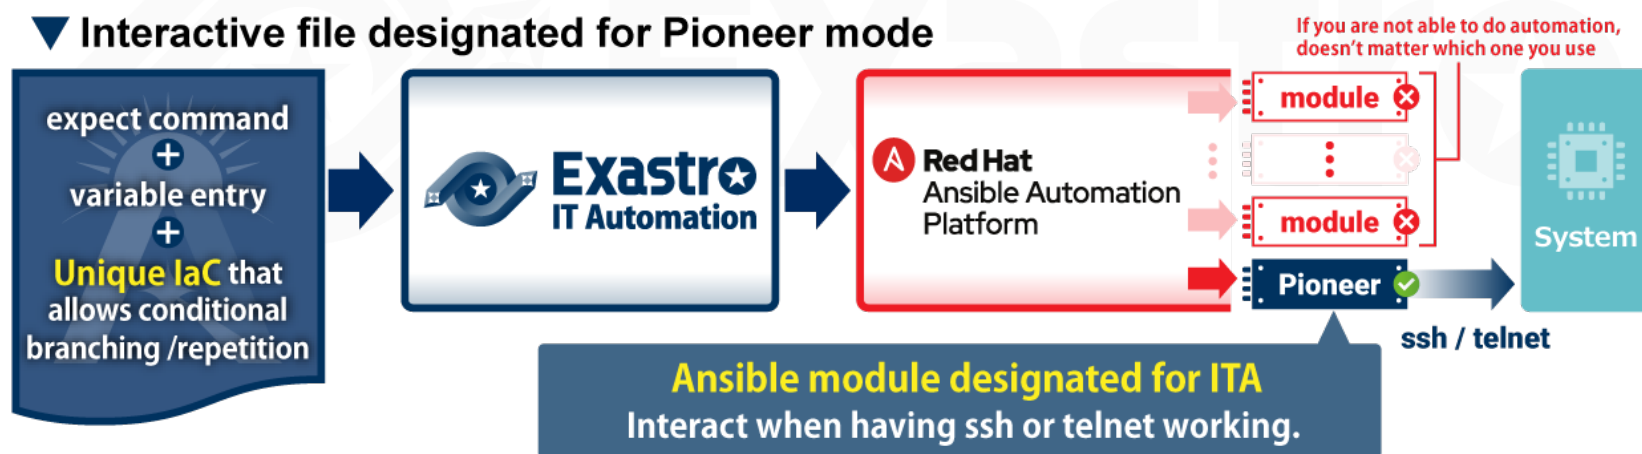 Interactive file designated for Pioneer mode
If you are not able to do automation,
doesn't matter which one you use
expect command
+
variable entry
+
Unique IaC that
allows conditional
branching /repetition
Exastro
IT Automation
Red Hat
Ansible Automation
Platform
module
module
Pioneer
System
ssh / telnet
Ansible module designated for ITA
Interact when having ssh or telnet working.